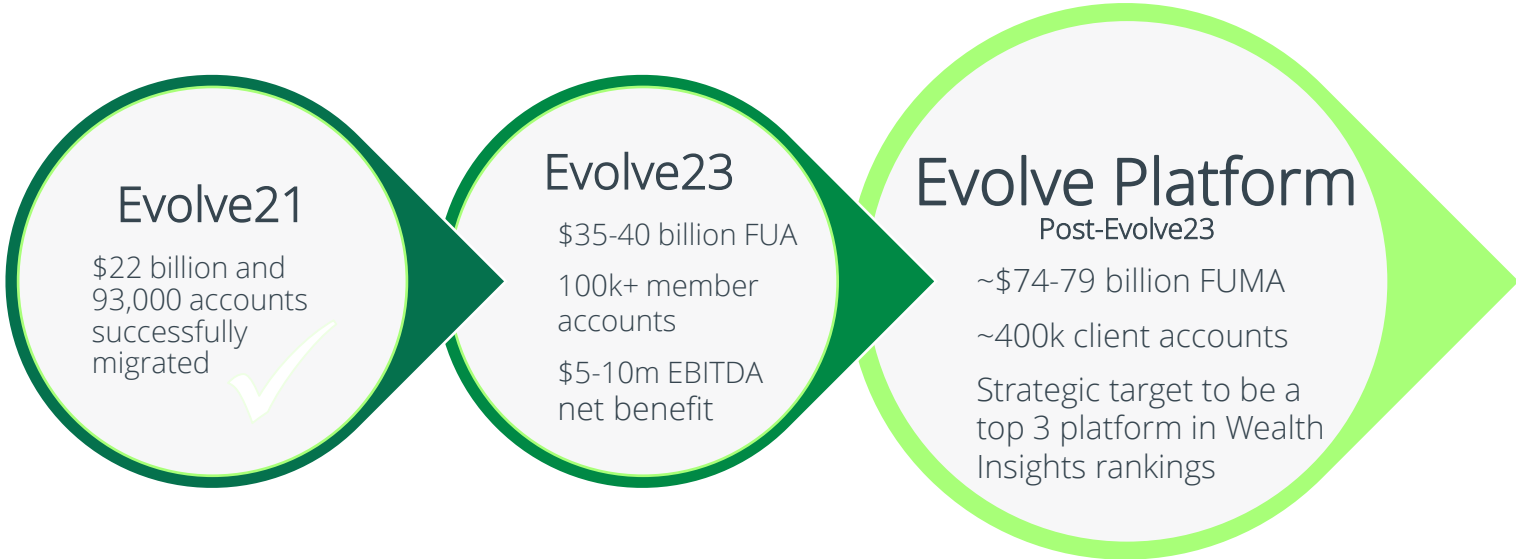 Evolve21
$22 billion and
93,000 accounts
successfully
migrated
Evolve23
$35-40 billion FUA
100k+ member
accounts
$5-10m EBITDA
net benefit
Evolve Platform
Post-Evolve23
~$74-79 billion FUMA
~400k client accounts
Strategic target to be a
top 3 platform in Wealth
Insights rankings